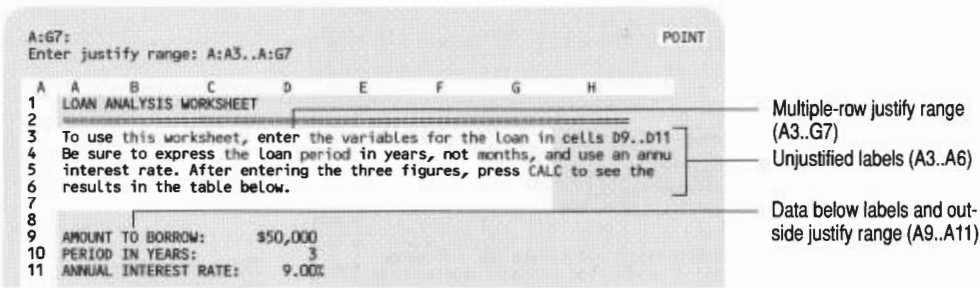 A:G7: POINT
Enter justify range: A:A3..A:G7
A A B C D E F G H
1 LOAN ANALYSIS WORKSHEET
2 ================================================
3 To use this worksheet, enter the variables for the loan in cells D9..D11
4 Be sure to express the loan period in years, not months, and use an annu
5 interest rate. After entering the three figures, press CALC to see the
6 results in the table below.
7
8
9 AMOUNT TO BORROW: $50,000
10 PERIOD IN YEARS: 3
11 ANNUAL INTEREST RATE: 9.00%
Multiple-row justify range
(A3..G7)
Unjustified labels (A3..A6)
Data below labels and out-
side justify range (A9..A11)